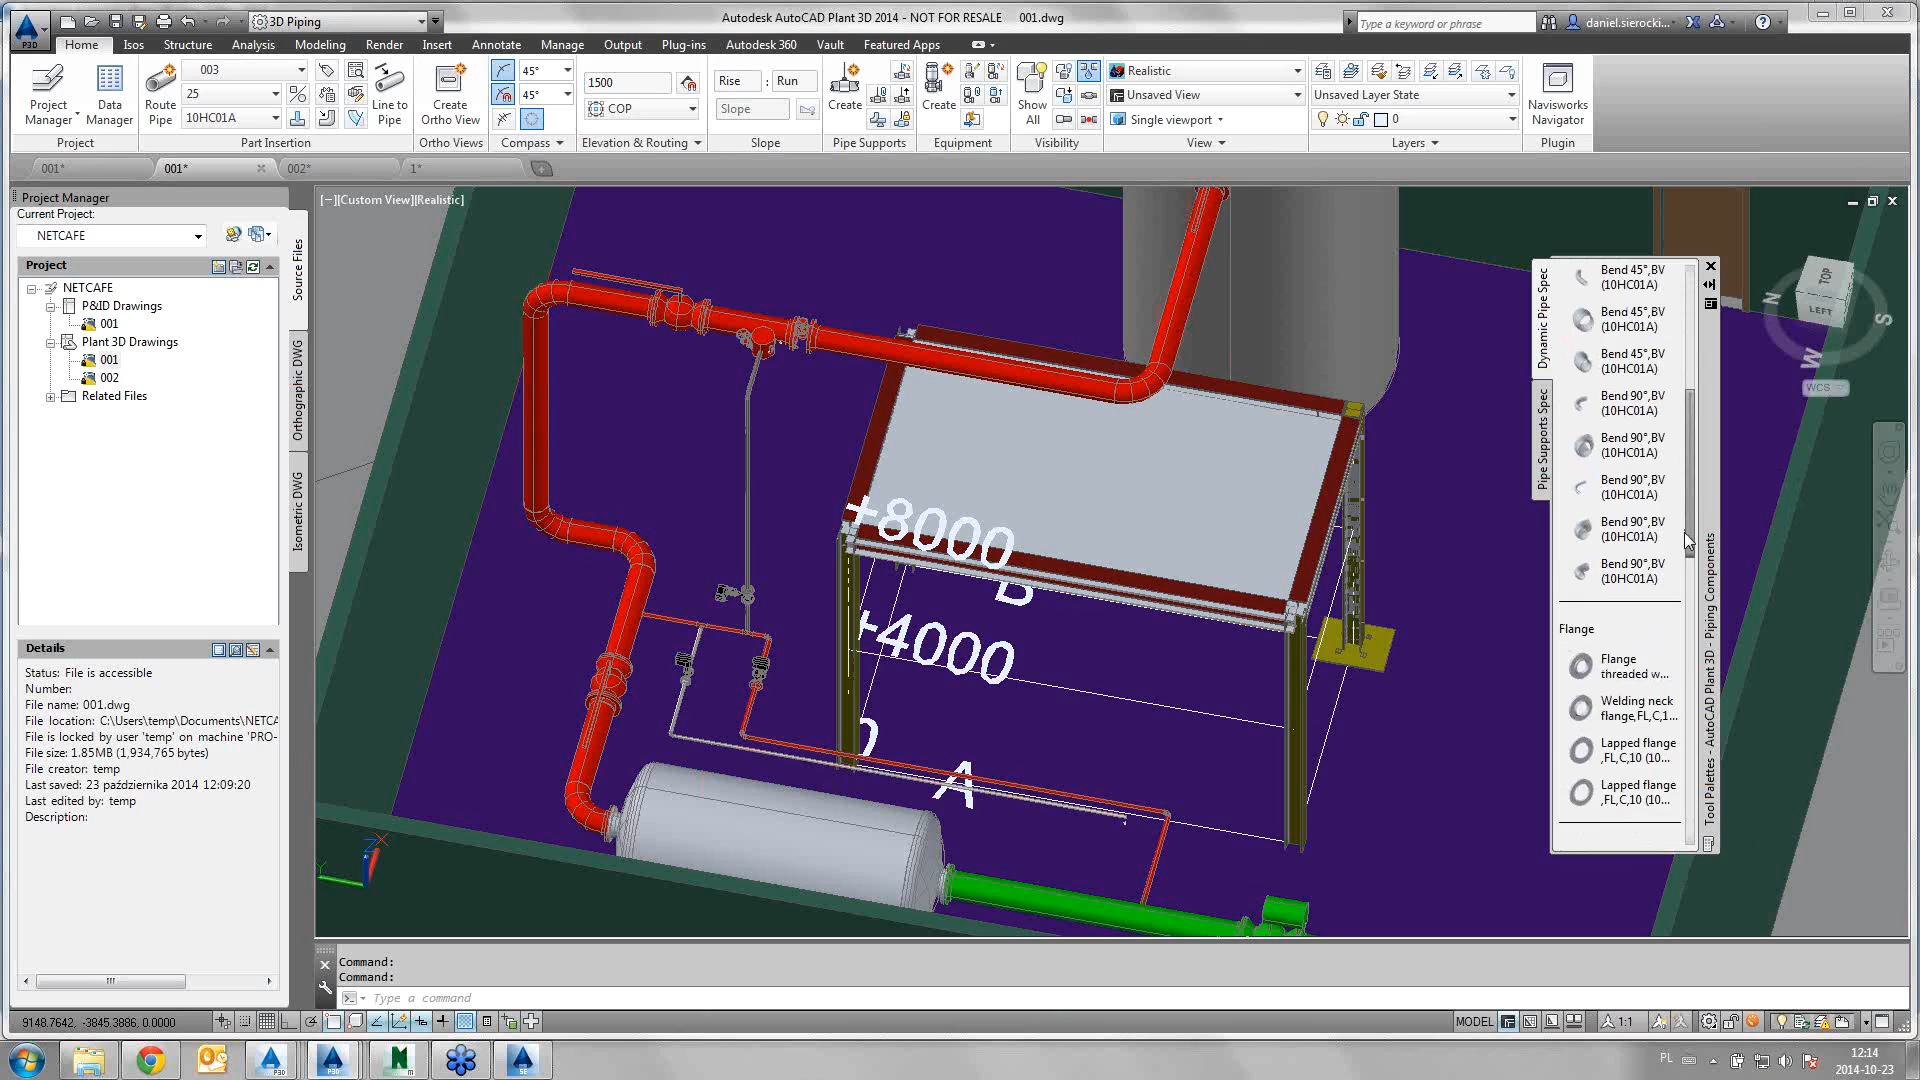 3D Piping
Autodesk AutoCAD Plant 3D 2014 - NOT FOR RESALE 001.dwg
Type a keyword or phrase
daniel.sierocki...
P3D
Home Isos Structure Analysis Modeling Render Insert Annotate Manage Output Plug-ins Autodesk 360 Vault Featured Apps
Project Manager
Data Manager
Project
Route Pipe
003
25
10HC01A
Line to Pipe
Part Insertion
Create Ortho View
Ortho Views
45°
45°
Compass
1500
COP
Elevation & Routing
Rise : Run
Slope
Slope
Create
Pipe Supports
Create
Equipment
Show All
Visibility
Realistic
Unsaved View
Single viewport
View
Unsaved Layer State
0
Layers
Navisworks Navigator
Plugin
001* 001* 002* 1*
Project Manager
Current Project:
NETCAFE
Project
NETCAFE
P&ID Drawings
001
Plant 3D Drawings
001
002
Related Files
Source Files
Orthographic DWG
Isometric DWG
Details
Status: File is accessible
Number:
File name: 001.dwg
File location: C:\Users\temp\Documents\NETCA
File is locked by user 'temp' on machine 'PRO-
File size: 1.85MB (1,934,765 bytes)
File creator: temp
Last saved: 23 października 2014 12:09:20
Last edited by: temp
Description:
[−][Custom View][Realistic]
+8000
B
+4000
0
A
TOP
LEFT
N
S
W
WCS
Dynamic Pipe Spec
Pipe Supports Spec
Bend 45°,BV
(10HC01A)
Bend 45°,BV
(10HC01A)
Bend 45°,BV
(10HC01A)
Bend 90°,BV
(10HC01A)
Bend 90°,BV
(10HC01A)
Bend 90°,BV
(10HC01A)
Bend 90°,BV
(10HC01A)
Bend 90°,BV
(10HC01A)
Flange
Flange
threaded w...
Welding neck
flange,FL,C,1...
Lapped flange
,FL,C,10 (10...
Lapped flange
,FL,C,10 (10...
Tool Palettes - AutoCAD Plant 3D - Piping Components
Z
X
Y
Command:
Command:
Type a command
9148.7642, -3845.3886, 0.0000
MODEL
1:1
PL
12:14
2014-10-23